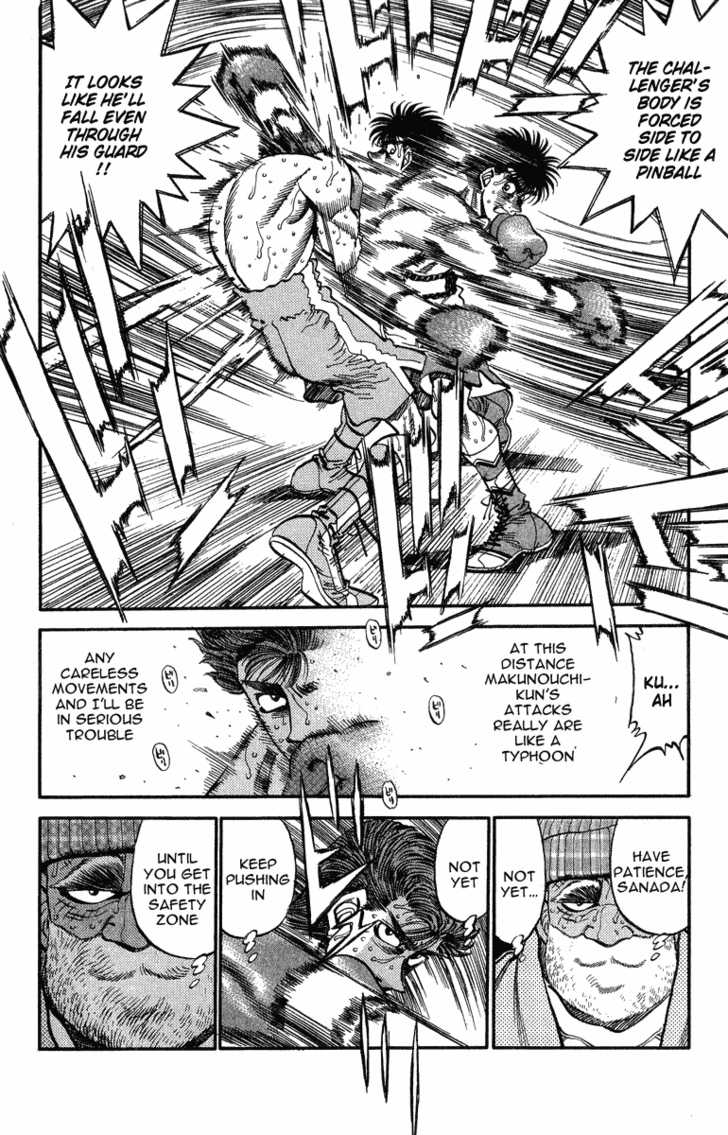 THE CHAL-
LENGER'S
BODY IS
FORCED
SIDE TO
SIDE LIKE A
PINBALL
IT LOOKS
LIKE HE'LL
FALL EVEN
THROUGH
HIS GUARD
!!
KU...
AH
AT THIS
DISTANCE
MAKUNOUCHI-
KUN'S
ATTACKS
REALLY ARE
LIKE A
TYPHOON
ANY
CARELESS
MOVEMENTS
AND I'LL BE
IN SERIOUS
TROUBLE
HAVE
PATIENCE,
SANADA!
NOT
YET...
NOT
YET
KEEP
PUSHING
IN
UNTIL
YOU GET
INTO THE
SAFETY
ZONE